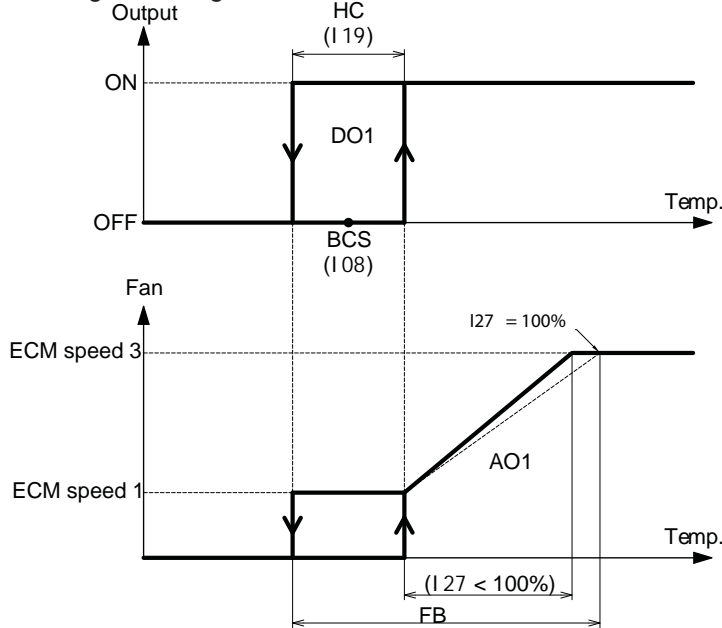 Output
HC
(I 19)
ON
DO1
Temp.
OFF
BCS
(I 08)
Fan
I27 = 100%
ECM speed 3
AO1
ECM speed 1
Temp.
(I 27 < 100%)
FB